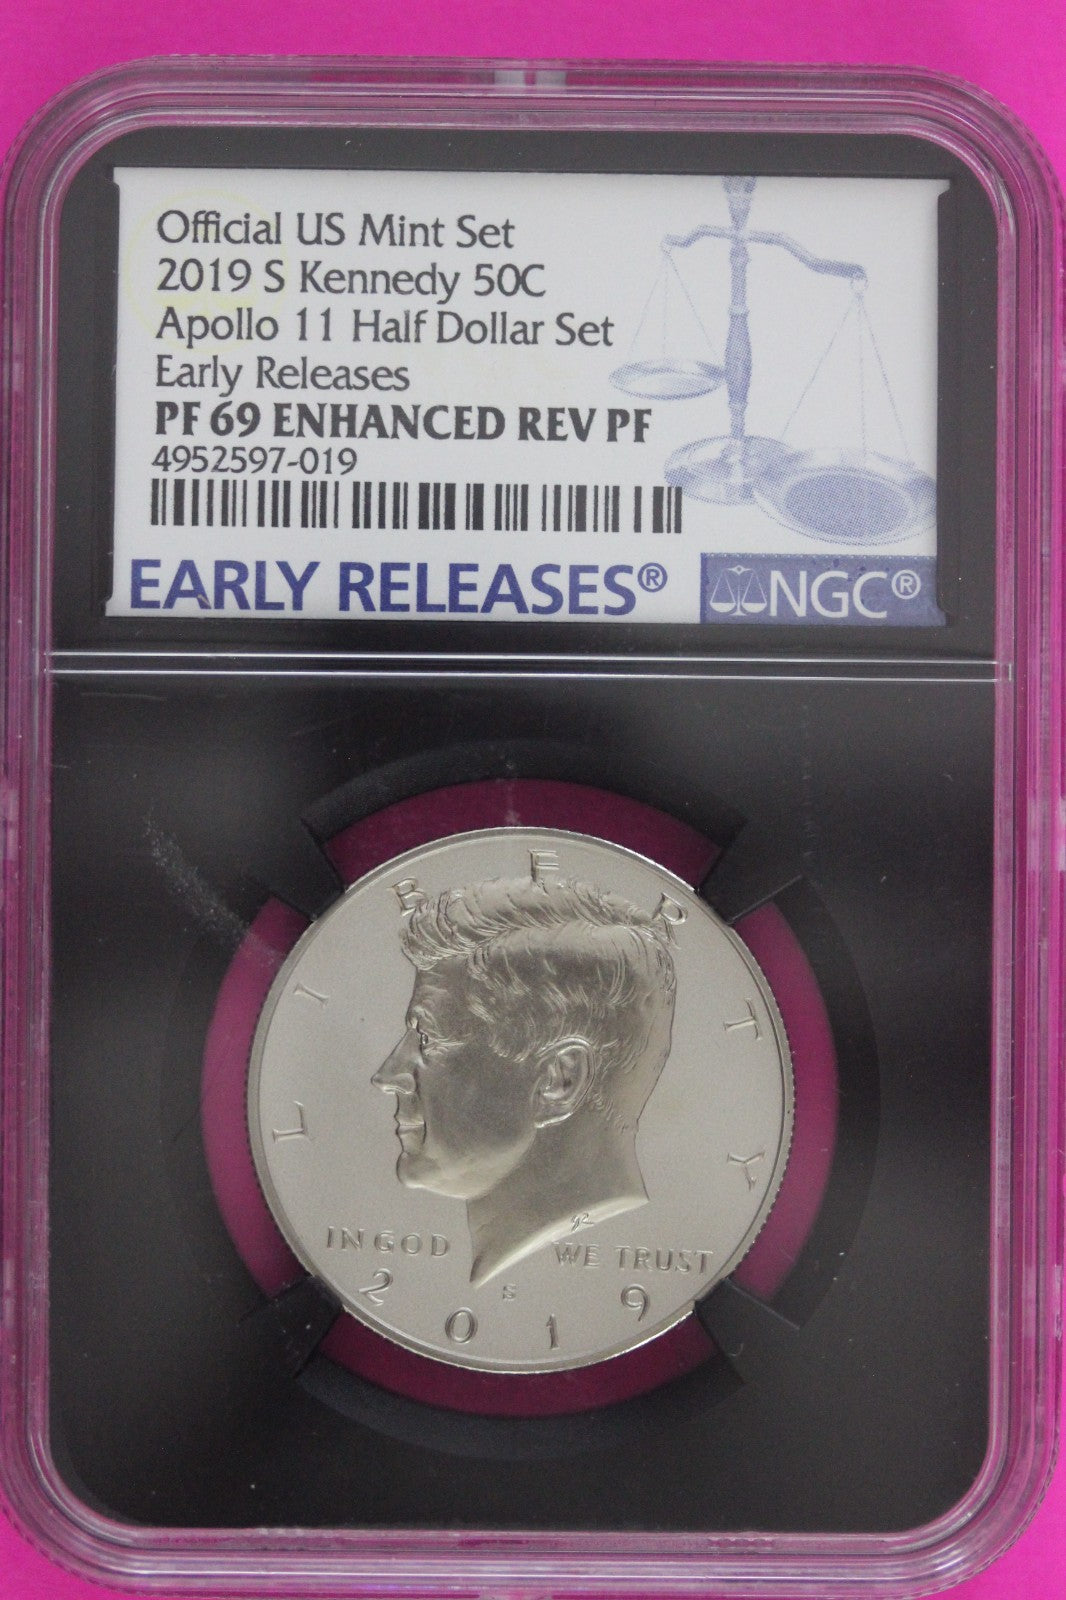 Official US Mint Set
2019 S Kennedy 50C
Apollo 11 Half Dollar Set
Early Releases
PF 69 ENHANCED REV PF
4952597-019
EARLY RELEASES®
NGC®
LIBERTY
IN GOD WE TRUST
S
2019